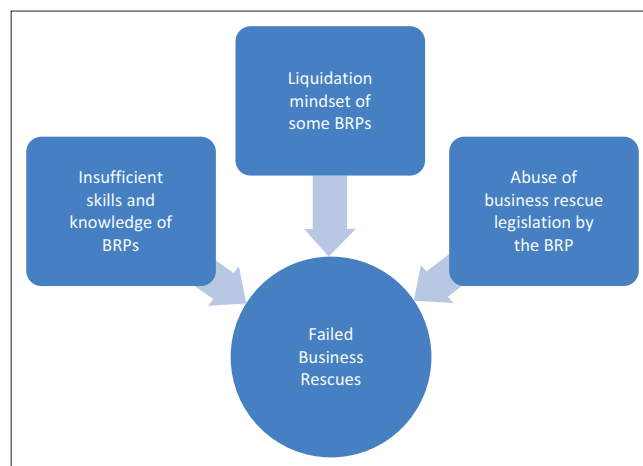 Liquidation
mindset of
some BRPs
Insufficient
skills and
knowledge of
BRPs
Abuse of
business rescue
legislation by
the BRP
Failed
Business
Rescues